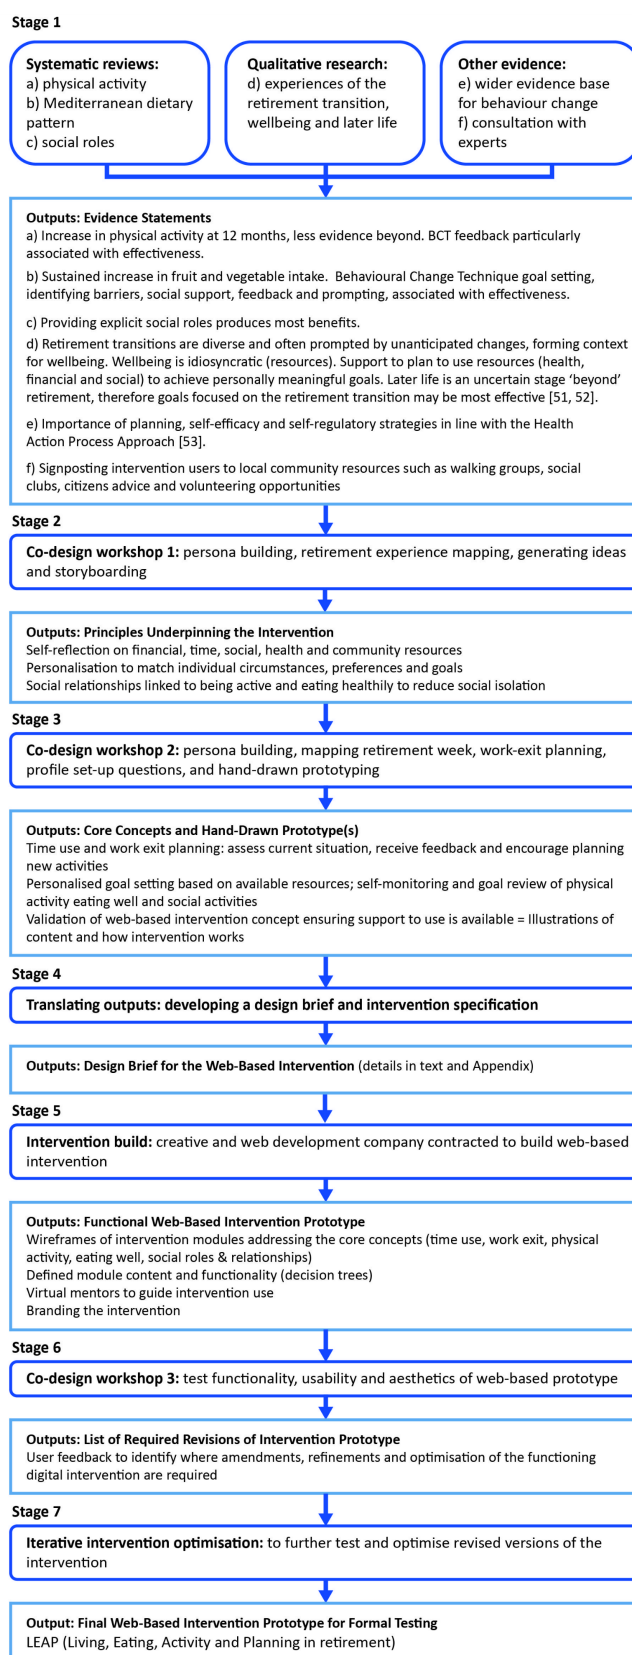 Stage 1
Systematic reviews:
a) physical activity
b) Mediterranean dietary
pattern
c) social roles
Qualitative research:
d) experiences of the
retirement transition,
wellbeing and later life
Other evidence:
e) wider evidence base
for behaviour change
f) consultation with
experts
Outputs: Evidence Statements
a) Increase in physical activity at 12 months, less evidence beyond. BCT feedback particularly
associated with effectiveness.
b) Sustained increase in fruit and vegetable intake.  Behavioural Change Technique goal setting,
identifying barriers, social support, feedback and prompting, associated with effectiveness.
c) Providing explicit social roles produces most benefits.
d) Retirement transitions are diverse and often prompted by unanticipated changes, forming context
for wellbeing. Wellbeing is idiosyncratic (resources). Support to plan to use resources (health,
financial and social) to achieve personally meaningful goals. Later life is an uncertain stage ‘beyond’
retirement, therefore goals focused on the retirement transition may be most effective [51, 52].
e) Importance of planning, self-efficacy and self-regulatory strategies in line with the Health
Action Process Approach [53].
f) Signposting intervention users to local community resources such as walking groups, social
clubs, citizens advice and volunteering opportunities
Stage 2
Co-design workshop 1: persona building, retirement experience mapping, generating ideas
and storyboarding
Outputs: Principles Underpinning the Intervention
Self-reflection on financial, time, social, health and community resources
Personalisation to match individual circumstances, preferences and goals
Social relationships linked to being active and eating healthily to reduce social isolation
Stage 3
Co-design workshop 2: persona building, mapping retirement week, work-exit planning,
profile set-up questions, and hand-drawn prototyping
Outputs: Core Concepts and Hand-Drawn Prototype(s)
Time use and work exit planning: assess current situation, receive feedback and encourage planning
new activities
Personalised goal setting based on available resources; self-monitoring and goal review of physical
activity eating well and social activities
Validation of web-based intervention concept ensuring support to use is available = Illustrations of
content and how intervention works
Stage 4
Translating outputs: developing a design brief and intervention specification
Outputs: Design Brief for the Web-Based Intervention (details in text and Appendix)
Stage 5
Intervention build: creative and web development company contracted to build web-based
intervention
Outputs: Functional Web-Based Intervention Prototype
Wireframes of intervention modules addressing the core concepts (time use, work exit, physical
activity, eating well, social roles & relationships)
Defined module content and functionality (decision trees)
Virtual mentors to guide intervention use
Branding the intervention
Stage 6
Co-design workshop 3: test functionality, usability and aesthetics of web-based prototype
Outputs: List of Required Revisions of Intervention Prototype
User feedback to identify where amendments, refinements and optimisation of the functioning
digital intervention are required
Stage 7
Iterative intervention optimisation: to further test and optimise revised versions of the
intervention
Output: Final Web-Based Intervention Prototype for Formal Testing
LEAP (Living, Eating, Activity and Planning in retirement)